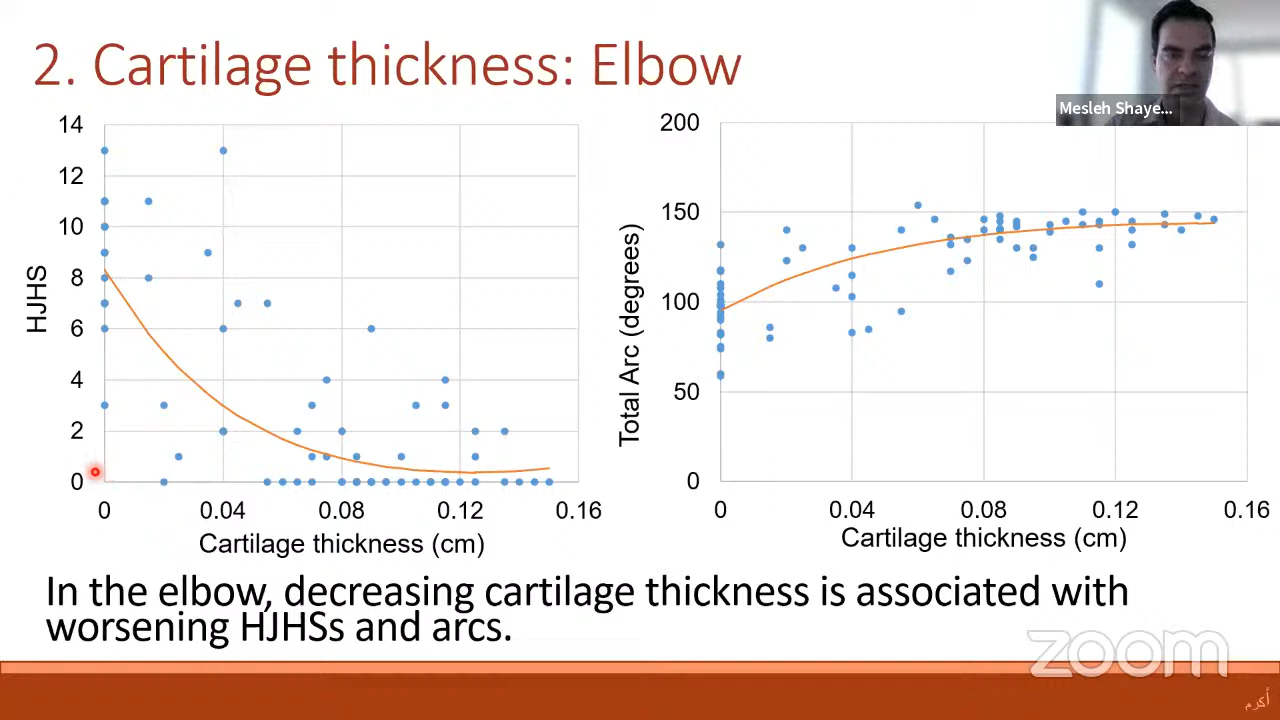 2. Cartilage thickness: Elbow
Mesleh Shaye...
14
12
10
8
6
4
2
0
HJHS
0 0.04 0.08 0.12 0.16
Cartilage thickness (cm)
200
150
100
50
0
Total Arc (degrees)
0 0.04 0.08 0.12 0.16
Cartilage thickness (cm)
In the elbow, decreasing cartilage thickness is associated with
worsening HJHSs and arcs.
zoom
أكرم